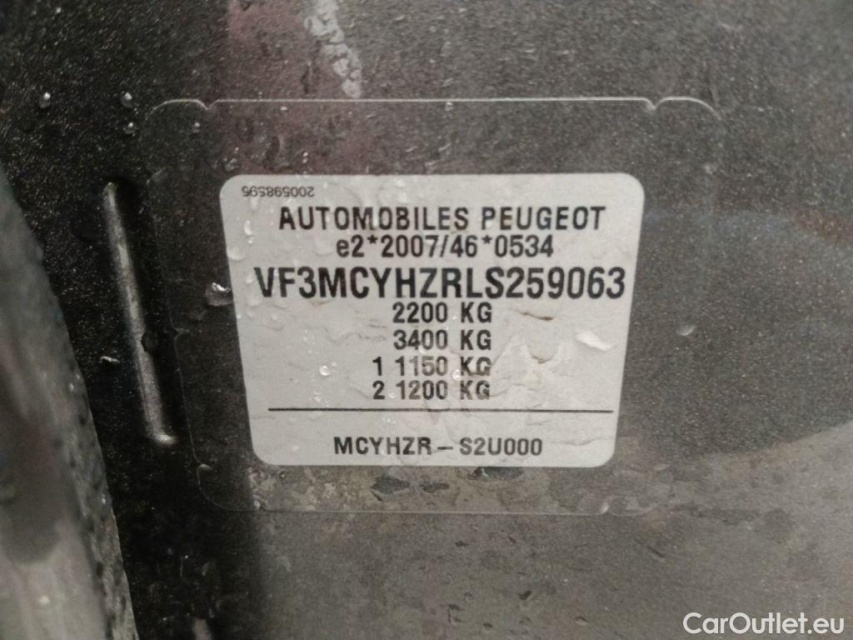 200598595
AUTOMOBILES PEUGEOT
e2*2007/46*0534
VF3MCYHZRLS259063
2200 KG
3400 KG
1 1150 KG
2 1200 KG
MCYHZR – S2U000
CarOutlet.eu